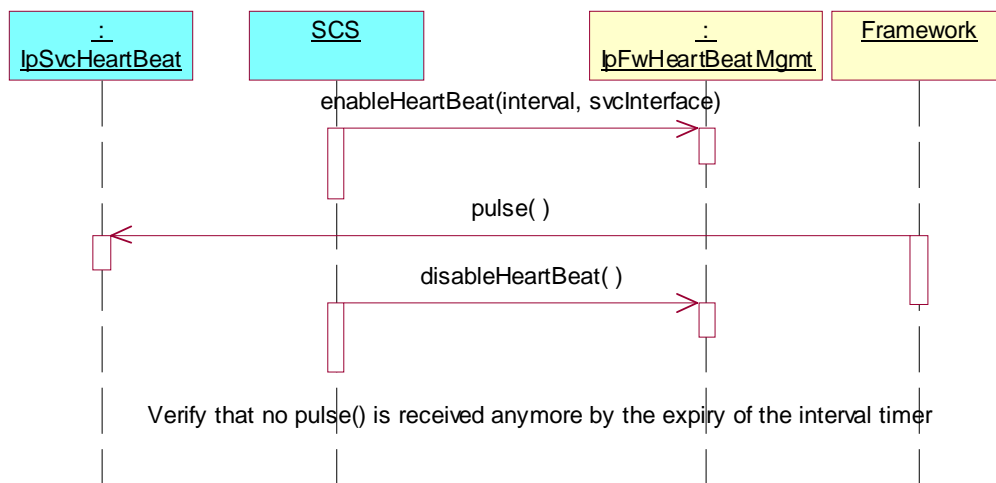 :
IpSvcHeartBeat
SCS
:
IpFwHeartBeatMgmt
Framework
enableHeartBeat(interval, svcInterface)
pulse( )
disableHeartBeat( )
Verify that no pulse() is received anymore by the expiry of the interval timer